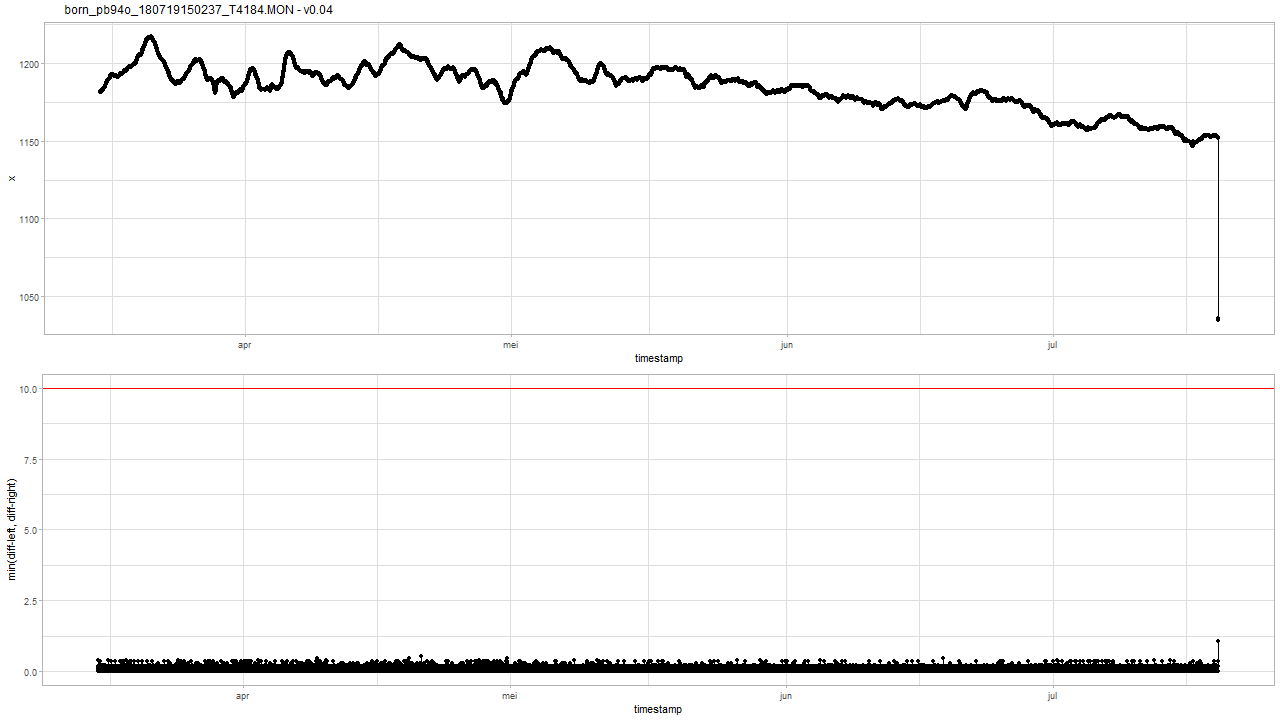 born_pb94o_180719150237_T4184.MON - v0.04
1200
1150
1100
1050
x
apr
mei
jun
jul
timestamp
10.0
7.5
5.0
2.5
0.0
min(diff-left, diff-right)
apr
mei
jun
jul
timestamp